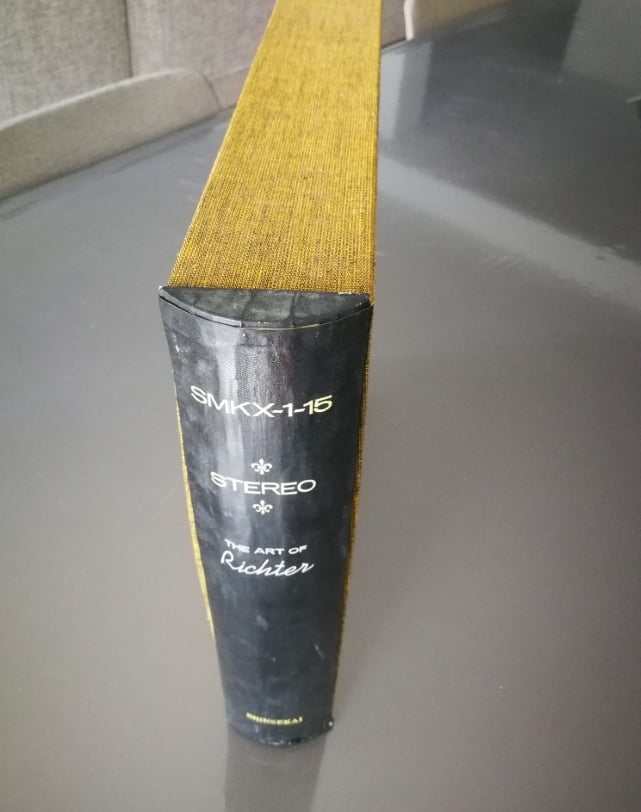 SMKX-1-15
STEREO
THE ART OF
Richter
SHINSEKAI